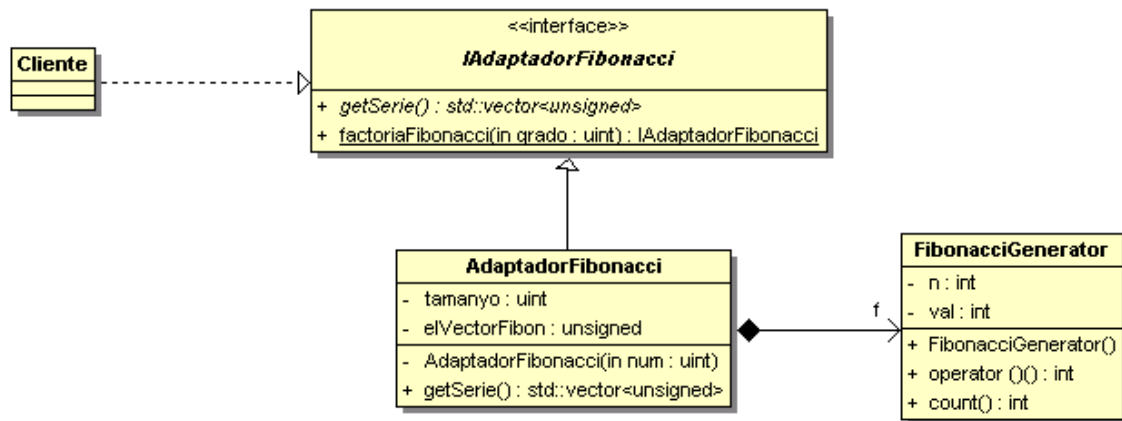 <<interface>>
IAdaptadorFibonacci
Cliente
+ getSerie() : std::vector<unsigned>
+ factoriaFibonacci(in grado : uint) : IAdaptadorFibonacci
AdaptadorFibonacci
- tamanyo : uint
- elVectorFibon : unsigned
- AdaptadorFibonacci(in num : uint)
+ getSerie() : std::vector<unsigned>
f
FibonacciGenerator
- n : int
- val : int
+ FibonacciGenerator()
+ operator ()() : int
+ count() : int